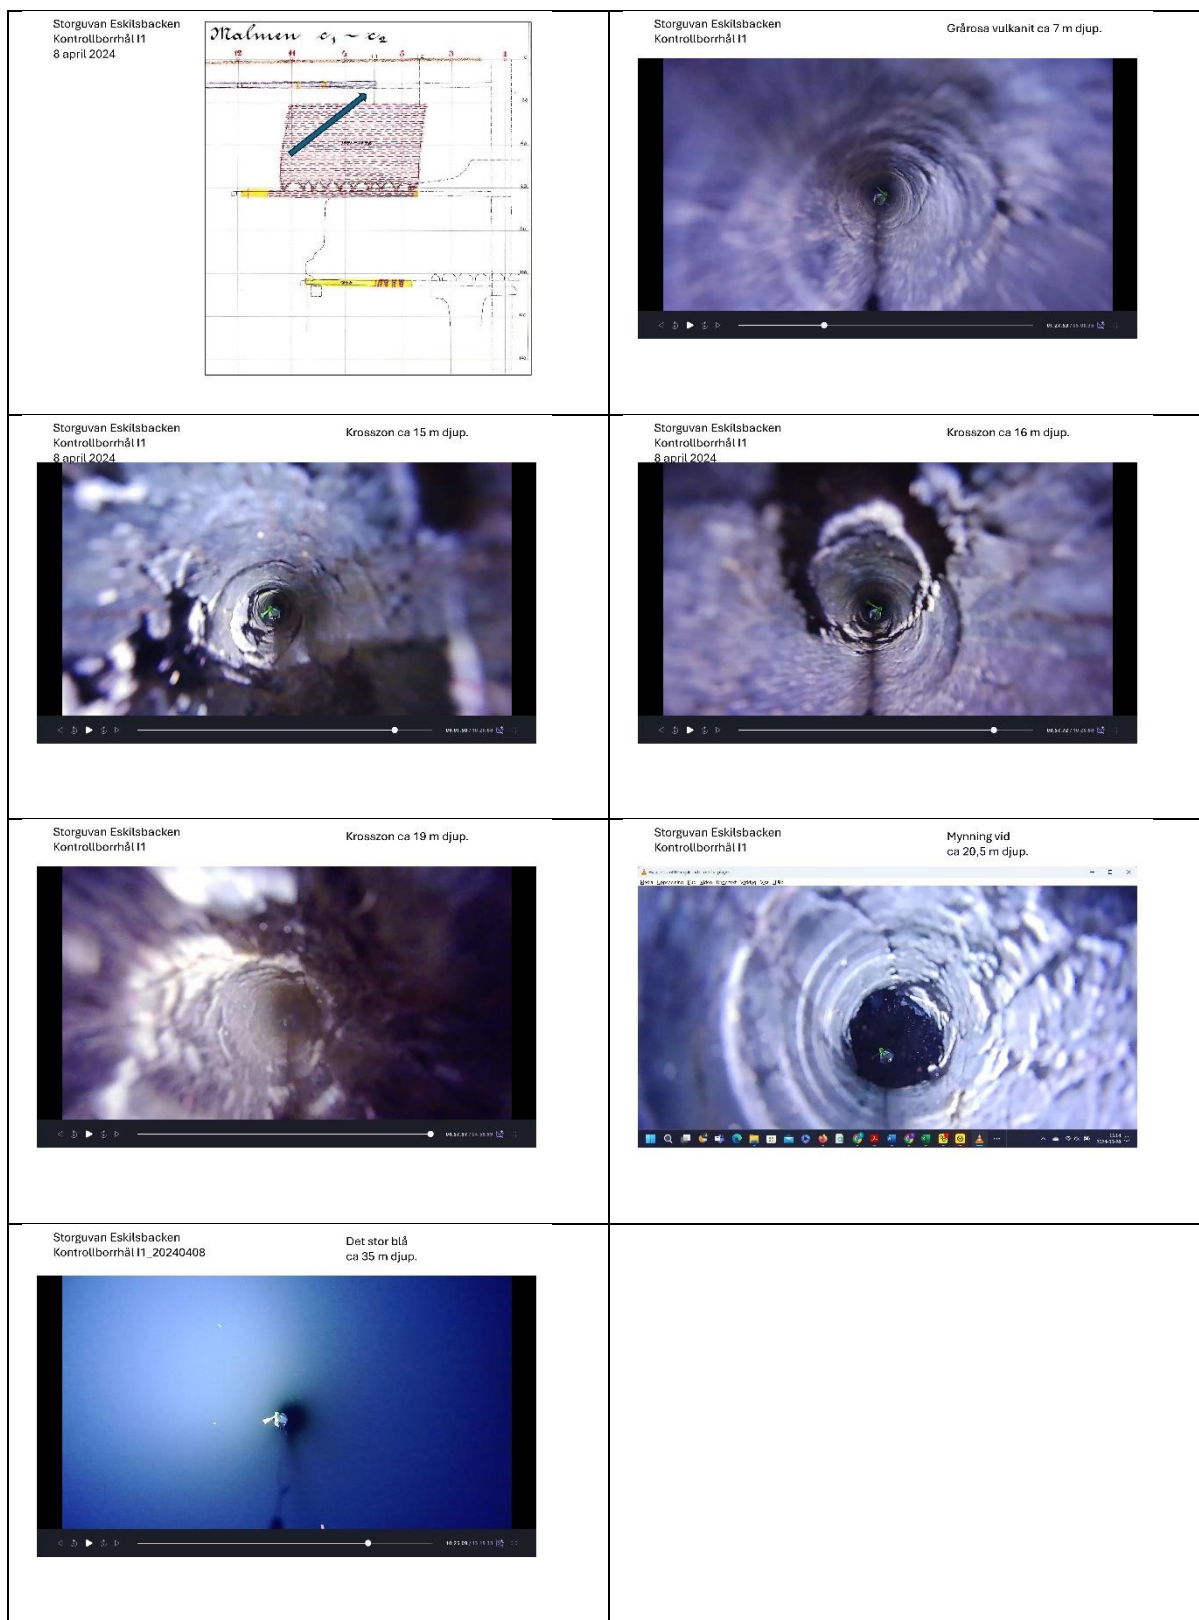 Storguvan Eskilsbacken
Kontrollborrhål I1
8 april 2024
Malmen c₁ – c₂
Storguvan Eskilsbacken
Kontrollborrhål I1
Grårosa vulkanit ca 7 m djup.
Storguvan Eskilsbacken
Kontrollborrhål I1
8 april 2024
Krosszon ca 15 m djup.
Storguvan Eskilsbacken
Kontrollborrhål I1
8 april 2024
Krosszon ca 16 m djup.
Storguvan Eskilsbacken
Kontrollborrhål I1
Krosszon ca 19 m djup.
Storguvan Eskilsbacken
Kontrollborrhål I1
Mynning vid
ca 20,5 m djup.
Storguvan Eskilsbacken
Kontrollborrhål I1_20240408
Det stor blå
ca 35 m djup.